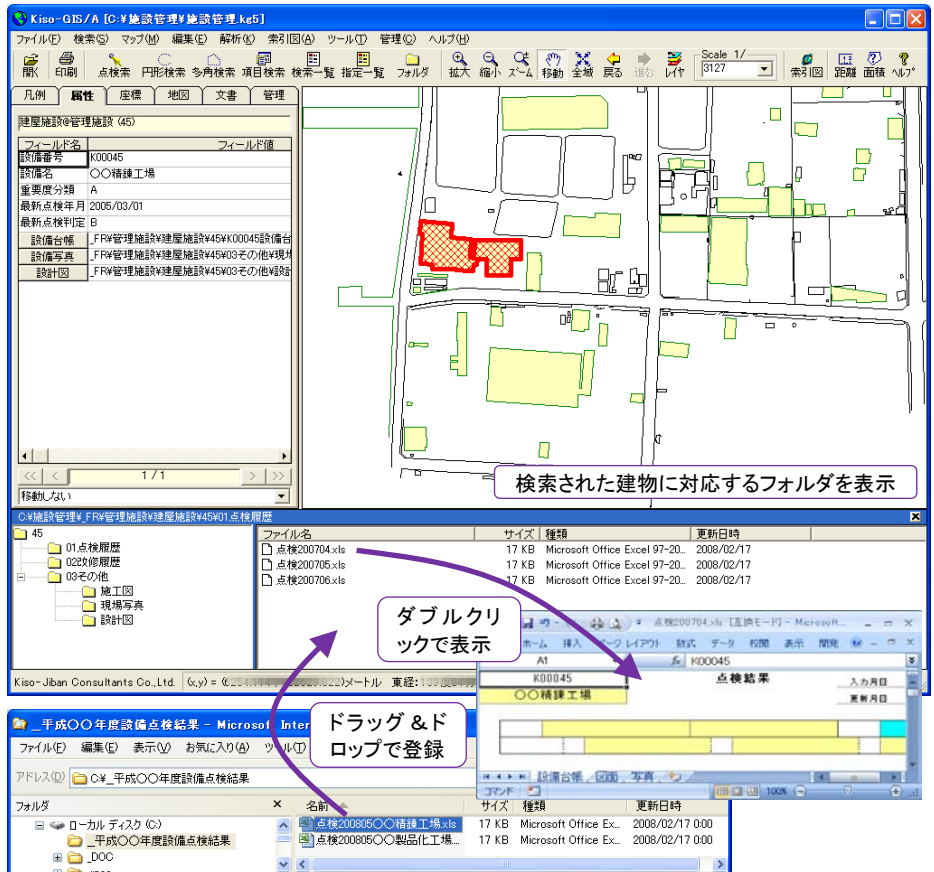 Kiso-GIS/A [C:¥施設管理¥施設管理.kg5]
ファイル(F) 検索(S) マップ(M) 編集(E) 解析(K) 索引図(A) ツール(T) 管理(C) ヘルプ(H)
開く 印刷 点検索 円形検索 多角検索 項目検索 検索一覧 指定一覧 フォルダ 拡大 縮小 ズーム 移動 全域 戻る 進む レイヤ Scale 1/ 3127 索引図 距離 面積 ヘルプ
凡例 属性 座標 地図 文書 管理
建屋施設@管理施設 (45)
フィールド名 フィールド値
設備番号 K00045
設備名 〇〇精錬工場
重要度分類 A
最新点検年月 2005/03/01
最新点検判定 B
設備台帳 _FR¥管理施設¥建屋施設¥45¥K00045設備台
設備写真 _FR¥管理施設¥建屋施設¥45¥03その他¥現場
設計図 _FR¥管理施設¥建屋施設¥45¥03その他¥設計
<< < 1/1 > >>
移動しない
検索された建物に対応するフォルダを表示
C:¥施設管理¥_FR¥管理施設¥建屋施設¥45¥01点検履歴
45
01点検履歴
02改修履歴
03その他
施工図
現場写真
設計図
ファイル名 サイズ 種類 更新日時
点検200704.xls 17 KB Microsoft Office Excel 97-20... 2008/02/17
点検200705.xls 17 KB Microsoft Office Excel 97-20... 2008/02/17
点検200706.xls 17 KB Microsoft Office Excel 97-20... 2008/02/17
ダブルクリ
ックで表示
点検200704.xls [互換モード] - Microsoft...
ホーム 挿入 ページ レイアウト 数式 データ 校閲 表示 開発
A1 fx K00045
K00045 点検結果 入力月日
〇〇精錬工場 更新月日
設備台帳 図面 写真
コマンド 100%
Kiso-Jiban Consultants Co.,Ltd. (x,y) = メートル 東経:
ドラッグ &ド
ロップで登録
_平成〇〇年度設備点検結果 - Microsoft Inter
ファイル(F) 編集(E) 表示(V) お気に入り(A) ツール(T)
アドレス(D) C:¥_平成〇〇年度設備点検結果
フォルダ × 名前 サイズ 種類 更新日時
ローカル ディスク (C:)
_平成〇〇年度設備点検結果
_DOC
点検200805〇〇精錬工場.xls 17 KB Microsoft Office Ex... 2008/02/17 0:00
点検200805〇〇製品化工場... 17 KB Microsoft Office Ex... 2008/02/17 0:00